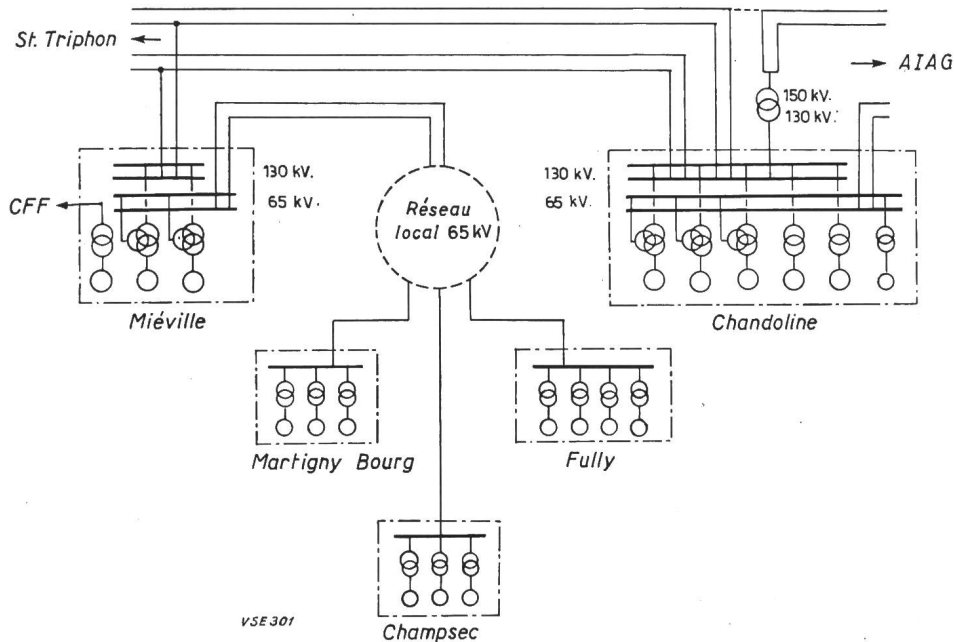 St. Triphon
AIAG
150 kV.
130 kV.
130 kV.
65 kV.
CFF
Réseau
local 65 kV
130 kV.
65 kV.
Miéville
Chandoline
Martigny Bourg
Fully
Champsec
VSE 301